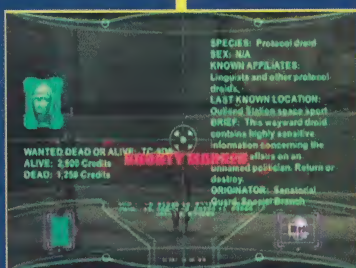 SPECIES: Protocol droid
SEX: N/A
KNOWN AFFILIATES:
Linguists and other protocol
droids.
LAST KNOWN LOCATION:
Outland Station space port
BRIEF: This wayward droid
contains highly sensitive
information concerning the
affairs on an
unnamed politician. Return or
destroy.
ORIGINATOR: Senatorial
Guard, Special Branch
WANTED DEAD OR ALIVE:
ALIVE: 2,500 Credits
DEAD: 1,250 Credits
BOUNTY MARKED